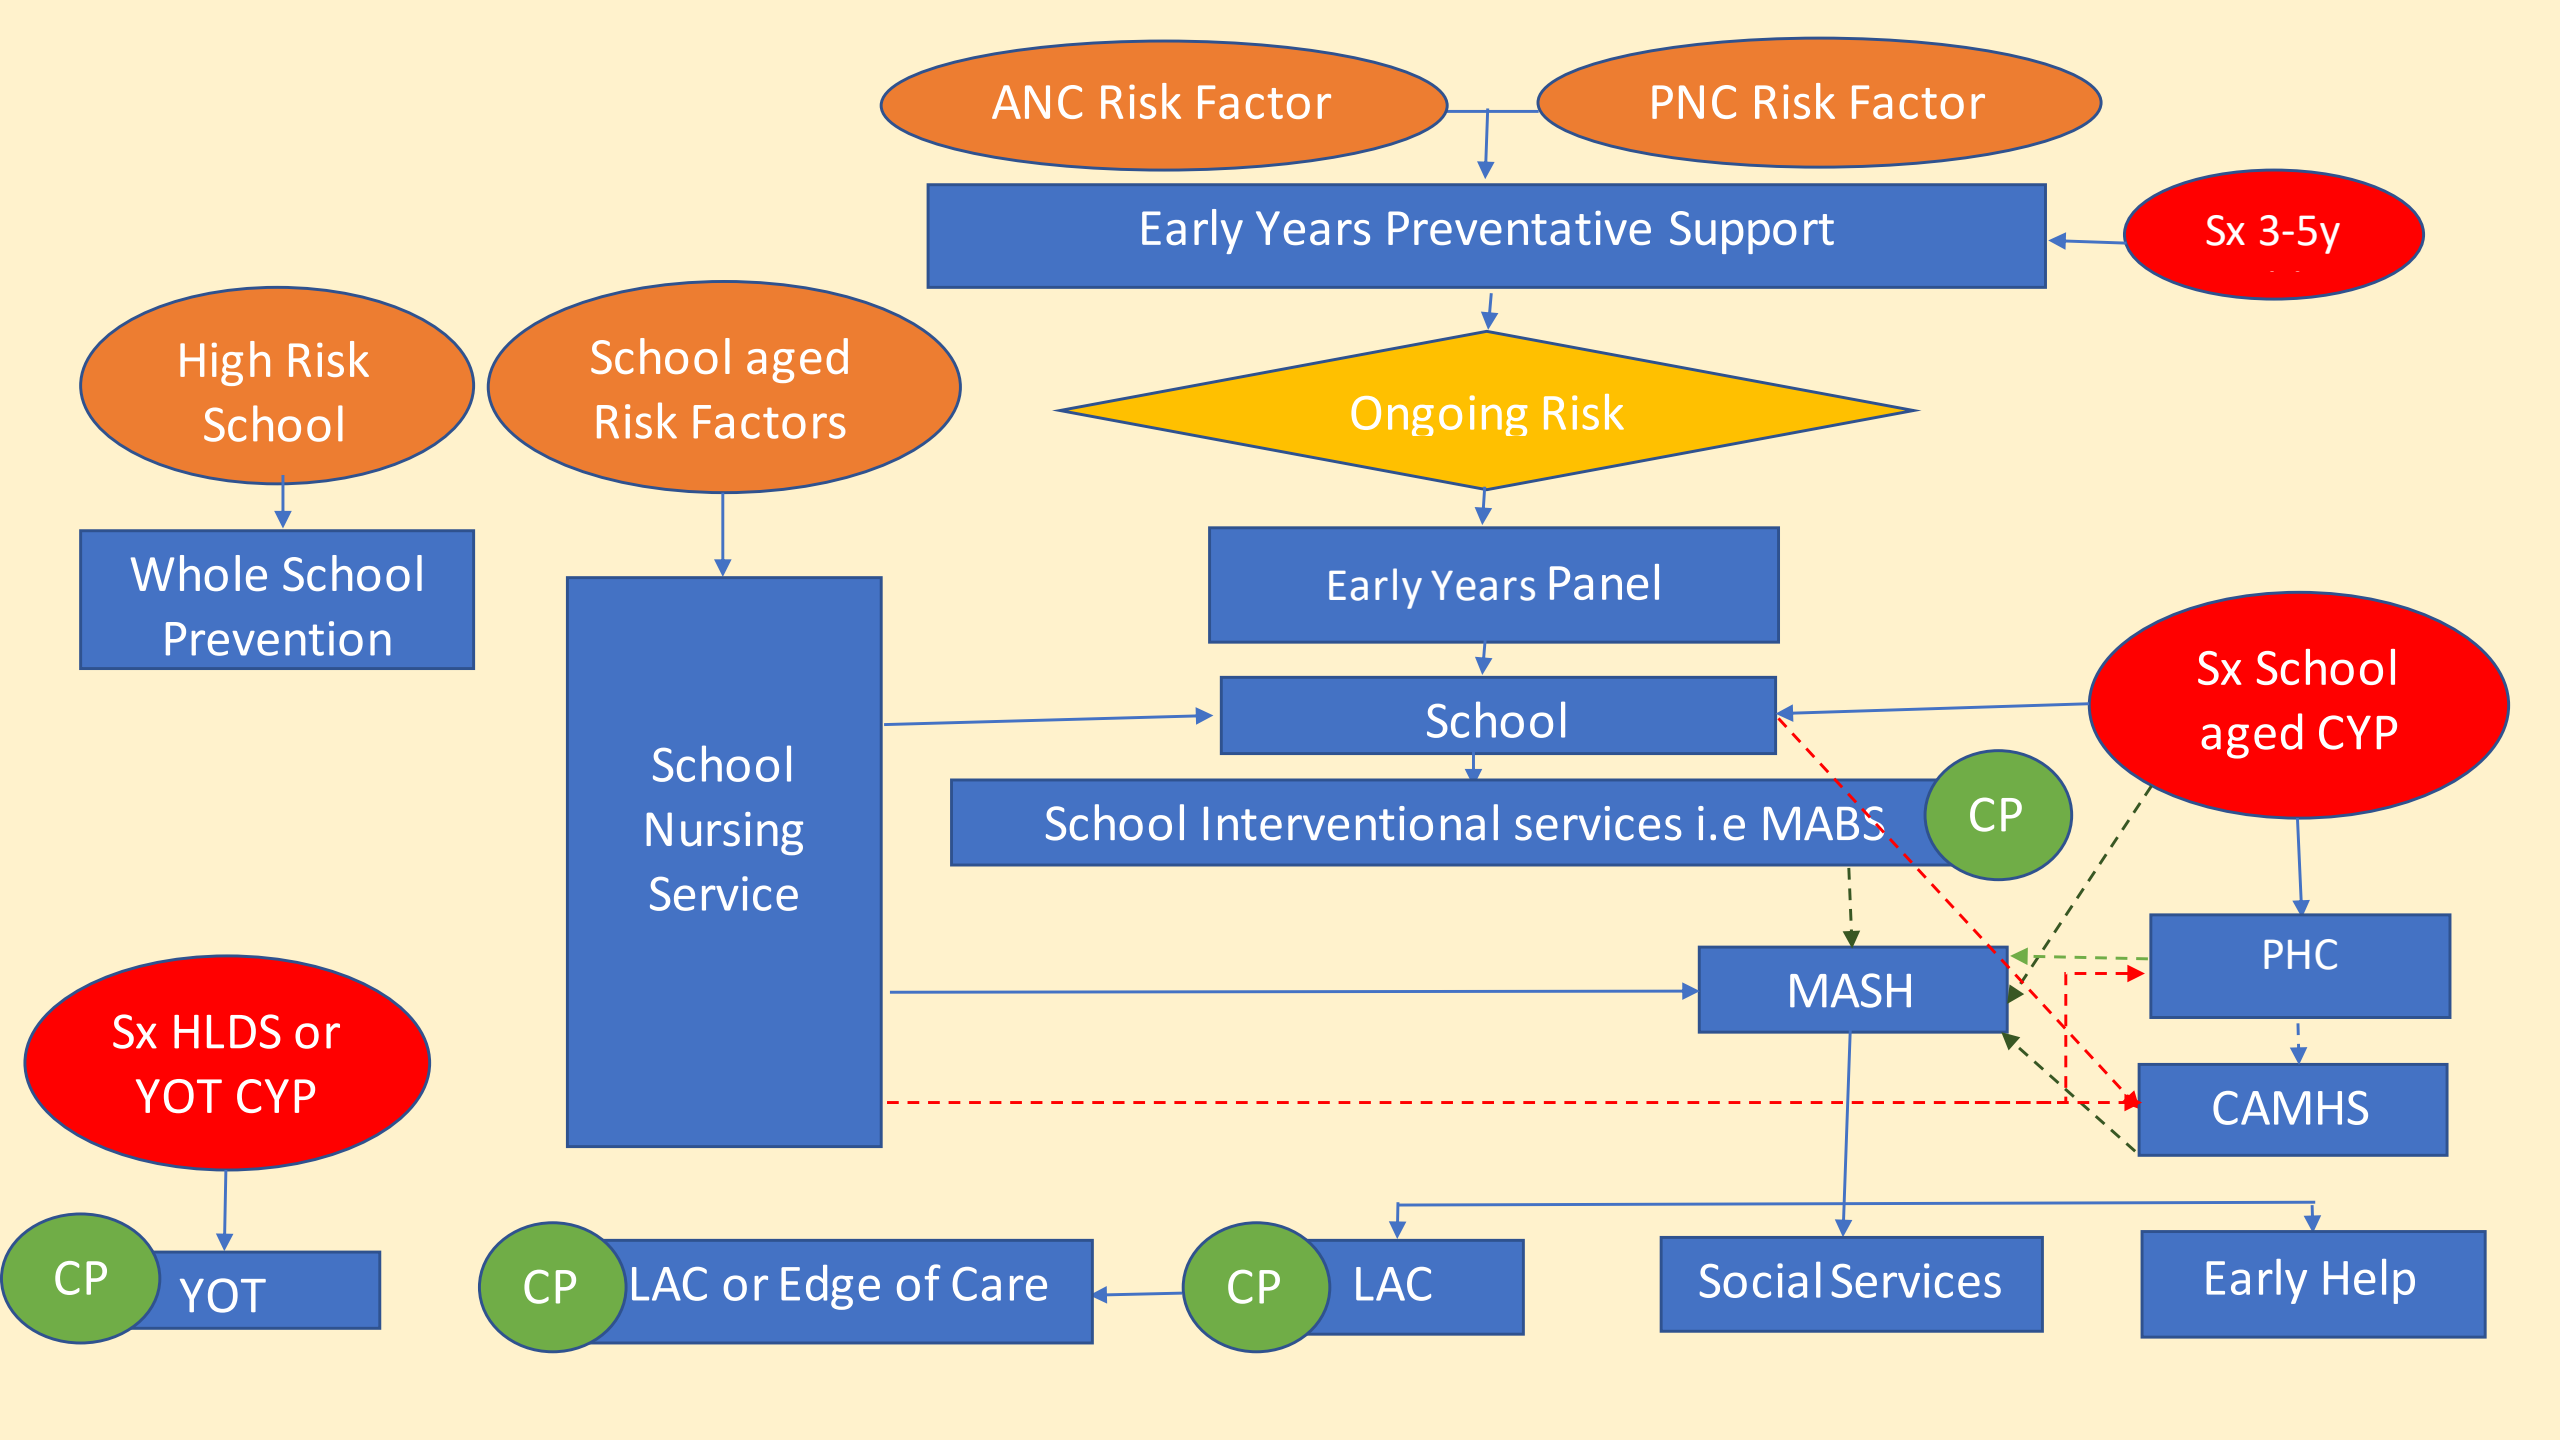 ANC Risk Factor
PNC Risk Factor
Early Years Preventative Support
Sx 3-5y
High Risk
School
School aged
Risk Factors
Ongoing Risk
Whole School
Prevention
Early Years Panel
School
Nursing
Service
School
Sx School
aged CYP
School Interventional services i.e MABS
CP
MASH
PHC
Sx HLDS or
YOT CYP
CAMHS
CP
YOT
CP
LAC or Edge of Care
CP
LAC
Social Services
Early Help